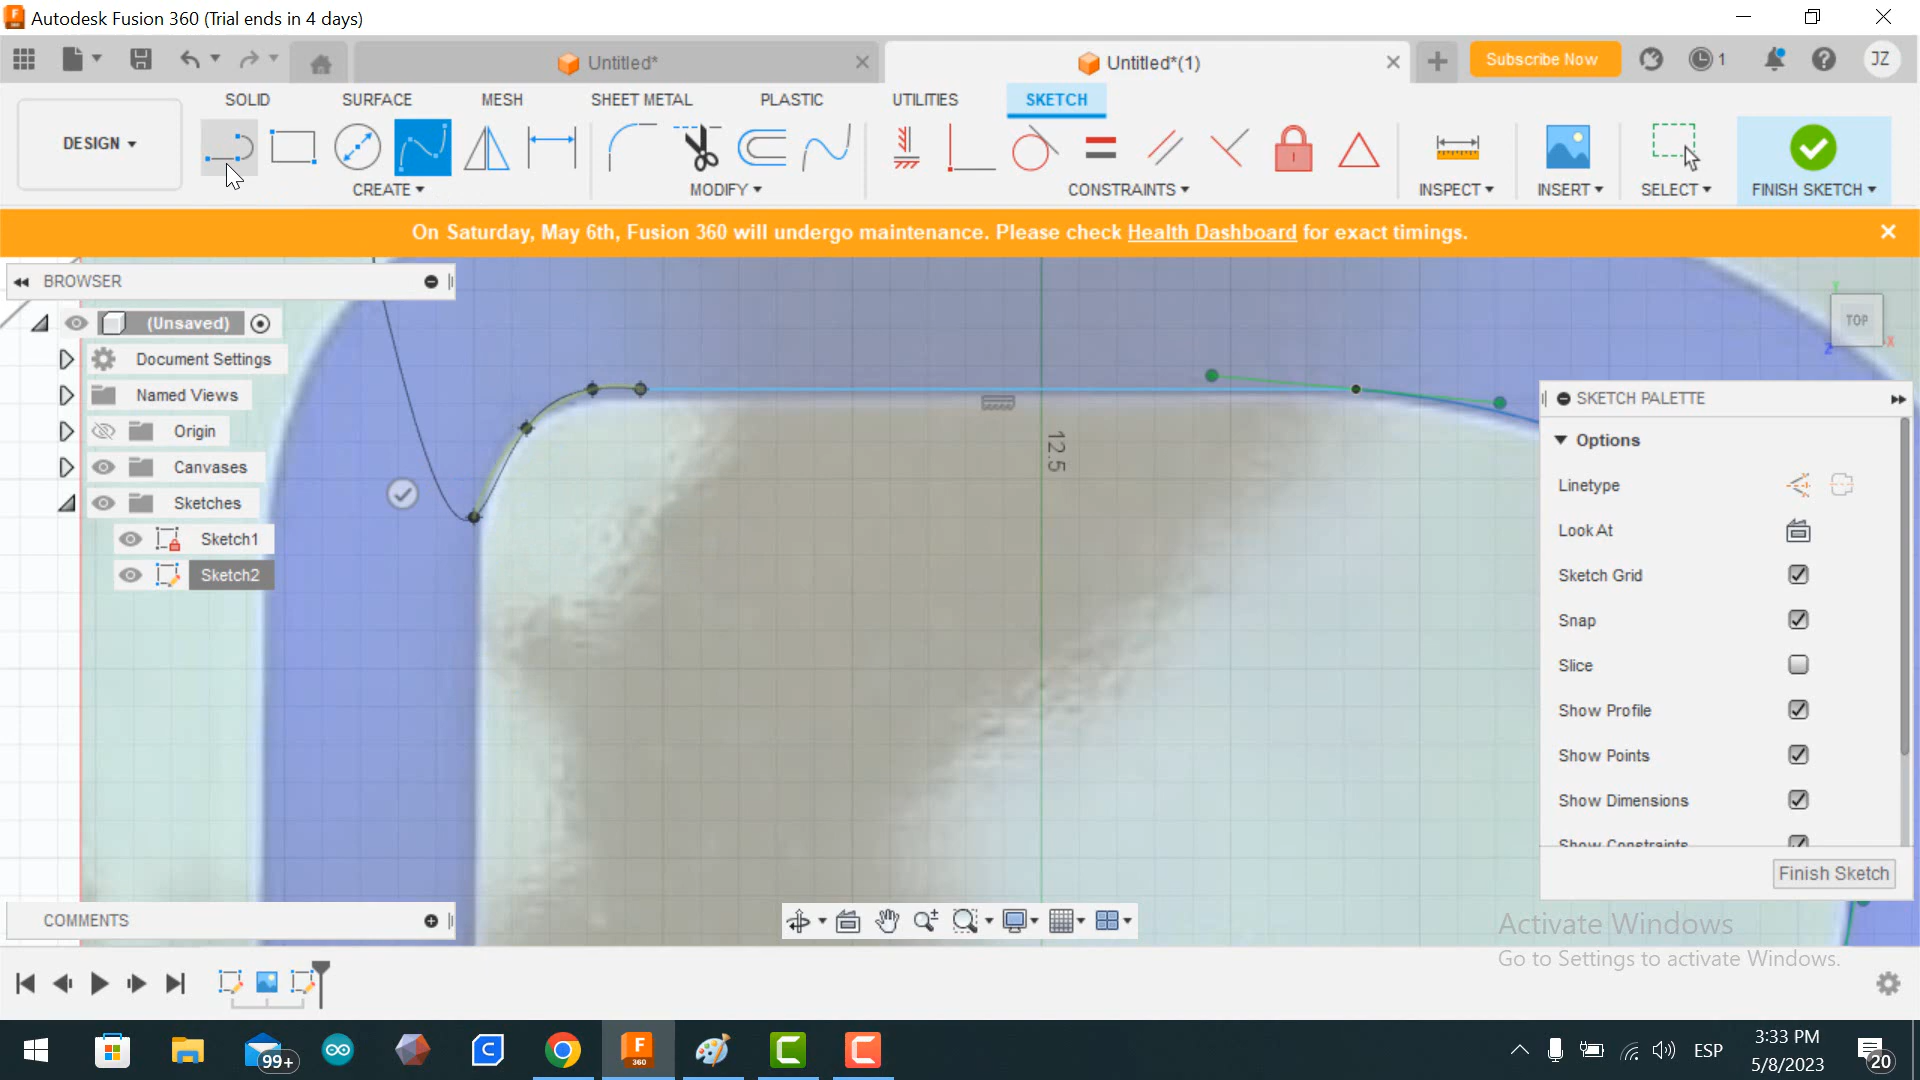 Autodesk Fusion 360 (Trial ends in 4 days)
Untitled*
Untitled*(1)
Subscribe Now
1
JZ
DESIGN
SOLID
SURFACE
MESH
SHEET METAL
PLASTIC
UTILITIES
SKETCH
CREATE
MODIFY
CONSTRAINTS
INSPECT
INSERT
SELECT
FINISH SKETCH
On Saturday, May 6th, Fusion 360 will undergo maintenance. Please check Health Dashboard for exact timings.
BROWSER
(Unsaved)
Document Settings
Named Views
Origin
Canvases
Sketches
Sketch1
Sketch2
12.5
TOP
Y
X
Z
SKETCH PALETTE
Options
Linetype
Look At
Sketch Grid
Snap
Slice
Show Profile
Show Points
Show Dimensions
Show Constraints
Finish Sketch
COMMENTS
Activate Windows
Go to Settings to activate Windows.
99+
F
360
ESP
3:33 PM
5/8/2023
20